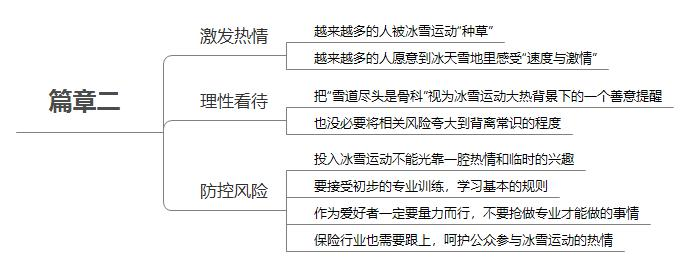 篇章二
激发热情
越来越多的人被冰雪运动“种草”
越来越多的人愿意到冰天雪地里感受“速度与激情”
理性看待
把“雪道尽头是骨科”视为冰雪运动大热背景下的一个善意提醒
也没必要将相关风险夸大到背离常识的程度
防控风险
投入冰雪运动不能光靠一腔热情和临时的兴趣
要接受初步的专业训练，学习基本的规则
作为爱好者一定要量力而行，不要抢做专业才能做的事情
保险行业也需要跟上，呵护公众参与冰雪运动的热情